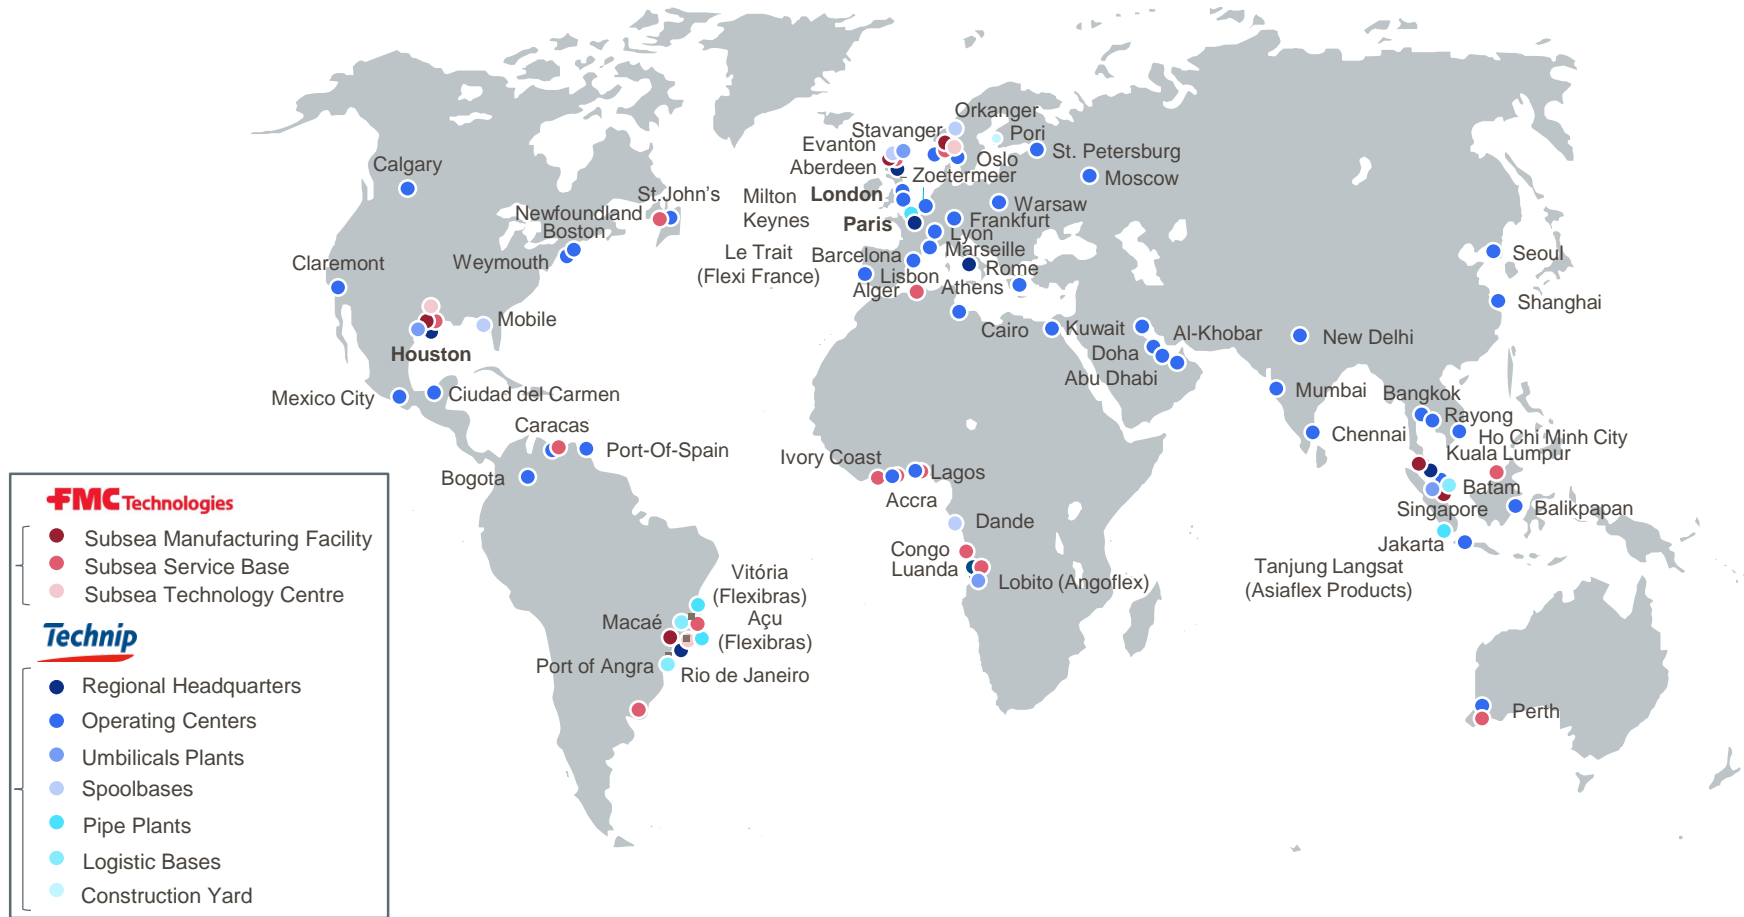 Orkanger
Stavanger
Pori
Evanton
Oslo
St. Petersburg
Aberdeen
Zoetermeer
Moscow
Calgary
St.John's
Milton
Keynes
London
Warsaw
Newfoundland
Paris
Frankfurt
Boston
Lyon
Weymouth
Le Trait
(Flexi France)
Barcelona
Marseille
Seoul
Claremont
Lisbon
Rome
Alger
Athens
Shanghai
Mobile
Cairo
Kuwait
Al-Khobar
New Delhi
Houston
Doha
Abu Dhabi
Mexico City
Ciudad del Carmen
Mumbai
Bangkok
Rayong
Caracas
Port-Of-Spain
Chennai
Ho Chi Minh City
Ivory Coast
Lagos
Kuala Lumpur
Bogota
Accra
Batam
Singapore
Balikpapan
Dande
Jakarta
Congo
Luanda
Lobito (Angoflex)
Tanjung Langsat
(Asiaflex Products)
Vitória
(Flexibras)
Macaé
Açu
(Flexibras)
Port of Angra
Rio de Janeiro
Perth
FMC Technologies
Subsea Manufacturing Facility
Subsea Service Base
Subsea Technology Centre
Technip
Regional Headquarters
Operating Centers
Umbilicals Plants
Spoolbases
Pipe Plants
Logistic Bases
Construction Yard